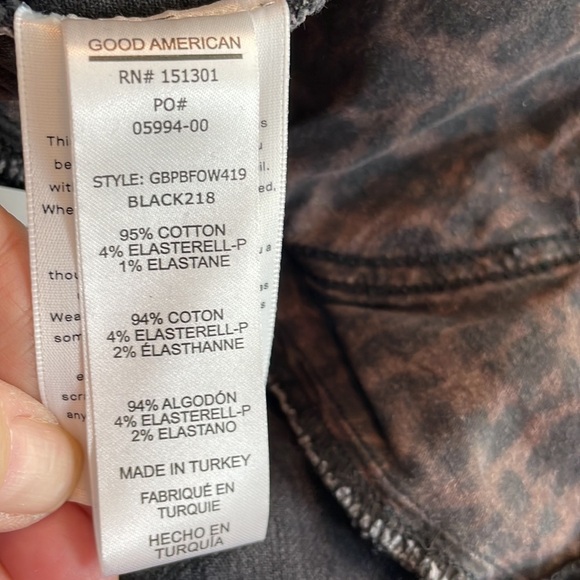 GOOD AMERICAN
RN# 151301
PO#
05994-00
STYLE: GBPBFOW419
BLACK218
95% COTTON
4% ELASTERELL-P
1% ELASTANE
94% COTON
4% ELASTERELL-P
2% ÉLASTHANNE
94% ALGODÓN
4% ELASTERELL-P
2% ELASTANO
MADE IN TURKEY
FABRIQUÉ EN
TURQUIE
HECHO EN
TURQUÍA